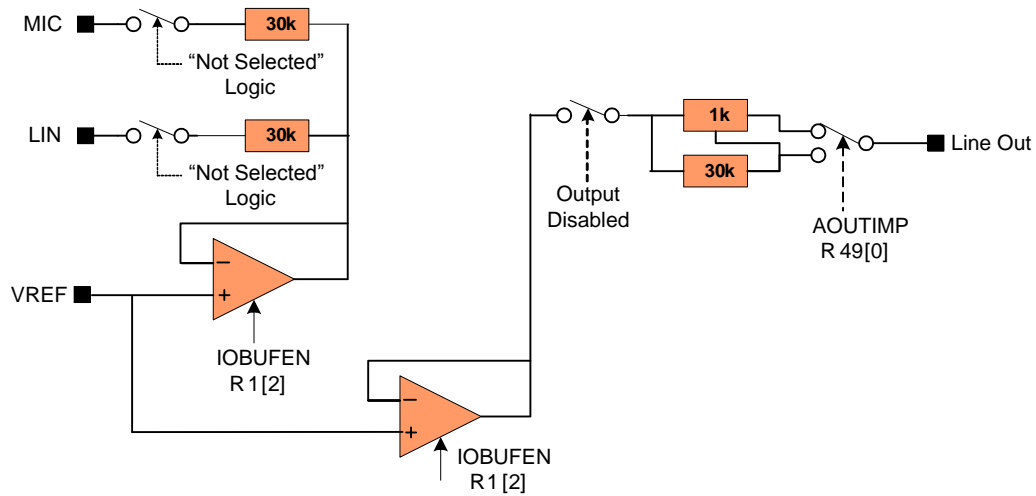 MIC
30k
“Not Selected”
Logic
LIN
30k
“Not Selected”
Logic
VREF
−
+
IOBUFEN
R 1[2]
−
+
IOBUFEN
R 1[2]
Output
Disabled
1k
30k
Line Out
AOUTIMP
R 49[0]